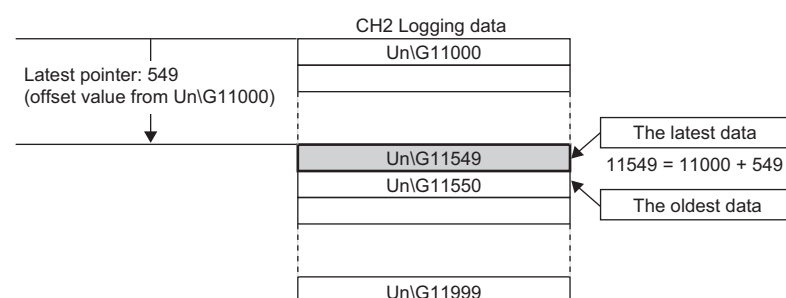 CH2 Logging data
Un\G11000
Latest pointer: 549
(offset value from Un\G11000)
The latest data
Un\G11549
11549 = 11000 + 549
Un\G11550
The oldest data
Un\G11999